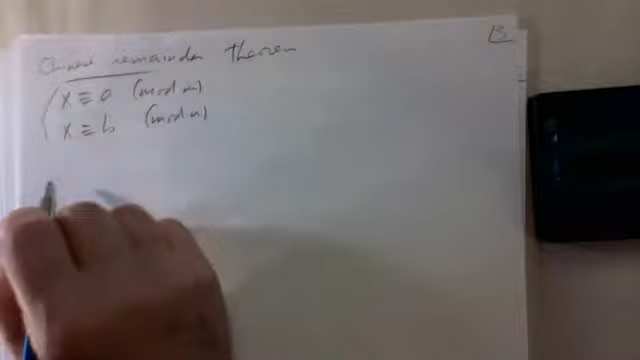 Chinese remainder theorem
x ≡ a (mod m)
x ≡ b (mod n)